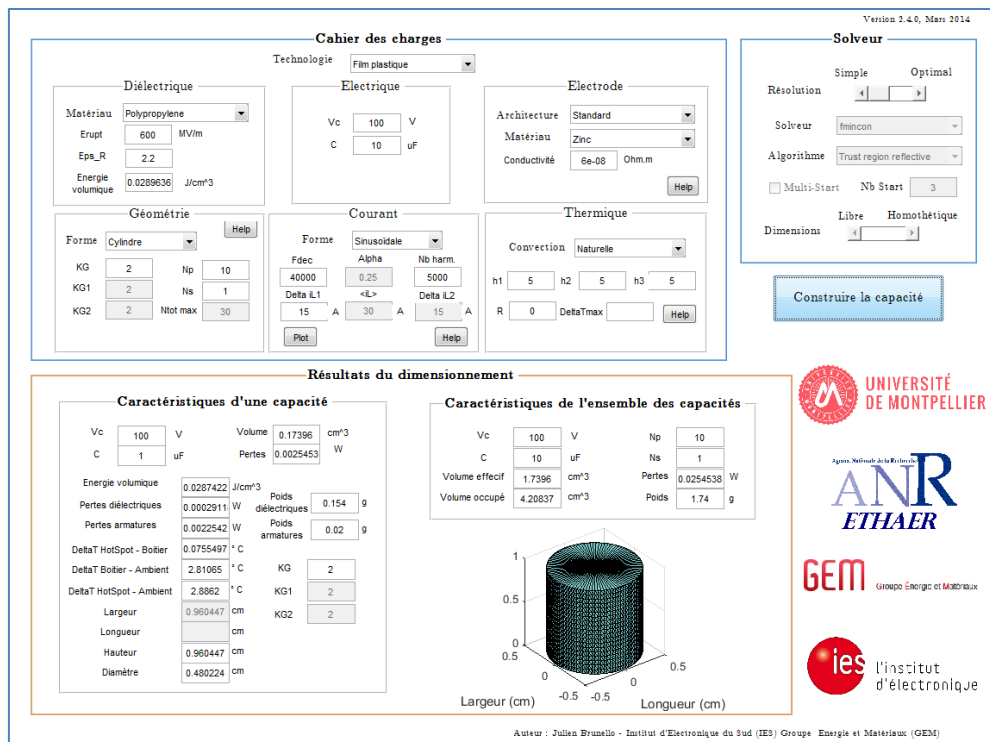 Version 2.4.0, Mars 2014
Cahier des charges
Technologie Film plastique
Diélectrique
Matériau Polypropylene
Erupt 600 MV/m
Eps_R 2.2
Energie volumique 0.0289636 J/cm^3
Electrique
Vc 100 V
C 10 uF
Electrode
Architecture Standard
Matériau Zinc
Conductivité 6e-08 Ohm.m
Help
Géométrie
Help
Forme Cylindre
KG 2 Np 10
KG1 2 Ns 1
KG2 2 Ntot max 30
Courant
Forme Sinusoïdale
Fdec Alpha Nb harm.
40000 0.25 5000
Delta iL1 <iL> Delta iL2
15 A 30 A 15 A
Plot Help
Thermique
Convection Naturelle
h1 5 h2 5 h3 5
R 0 DeltaTmax Help
Solveur
Simple Optimal
Résolution
Solveur fmincon
Algorithme Trust region reflective
Multi-Start Nb Start 3
Libre Homothétique
Dimensions
Construire la capacité
Résultats du dimensionnement
Caractéristiques d'une capacité
Vc 100 V Volume 0.17396 cm^3
C 1 uF Pertes 0.0025453 W
Energie volumique 0.0287422 J/cm^3
Pertes diélectriques 0.0002911 W Poids diélectriques 0.154 g
Pertes armatures 0.0022542 W Poids armatures 0.02 g
DeltaT HotSpot - Boitier 0.0755497 ° C
DeltaT Boitier - Ambient 2.81065 ° C KG 2
DeltaT HotSpot - Ambient 2.8862 ° C KG1 2
Largeur 0.960447 cm KG2 2
Longueur cm
Hauteur 0.960447 cm
Diamètre 0.480224 cm
Caractéristiques de l'ensemble des capacités
Vc 100 V Np 10
C 10 uF Ns 1
Volume effecif 1.7396 cm^3 Pertes 0.0254538 W
Volume occupé 4.20837 cm^3 Poids 1.74 g
1
0.5
0
0.5
0
-0.5
-0.5
0
0.5
Largeur (cm)
Longueur (cm)
UNIVERSITÉ
DE MONTPELLIER
Agence Nationale de la Recherche
ANR
ETHAER
GEM Groupe Énergie et Matériaux
ies l'institut
d'électronique
Auteur : Julien Brunello - Institut d'Electronique du Sud (IES) Groupe Energie et Matériaux (GEM)